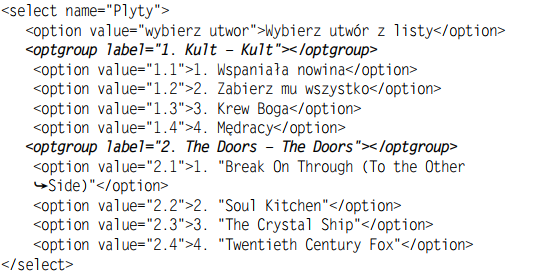 <select name="Plyty">
<option value="wybierz utwor">Wybierz utwór z listy</option>
<optgroup label="1. Kult – Kult"></optgroup>
<option value="1.1">1. Wspaniała nowina</option>
<option value="1.2">2. Zabierz mu wszystko</option>
<option value="1.3">3. Krew Boga</option>
<option value="1.4">4. Mędracy</option>
<optgroup label="2. The Doors – The Doors"></optgroup>
<option value="2.1">1. "Break On Through (To the Other
↪Side)"</option>
<option value="2.2">2. "Soul Kitchen"</option>
<option value="2.3">3. "The Crystal Ship"</option>
<option value="2.4">4. "Twentieth Century Fox"</option>
</select>